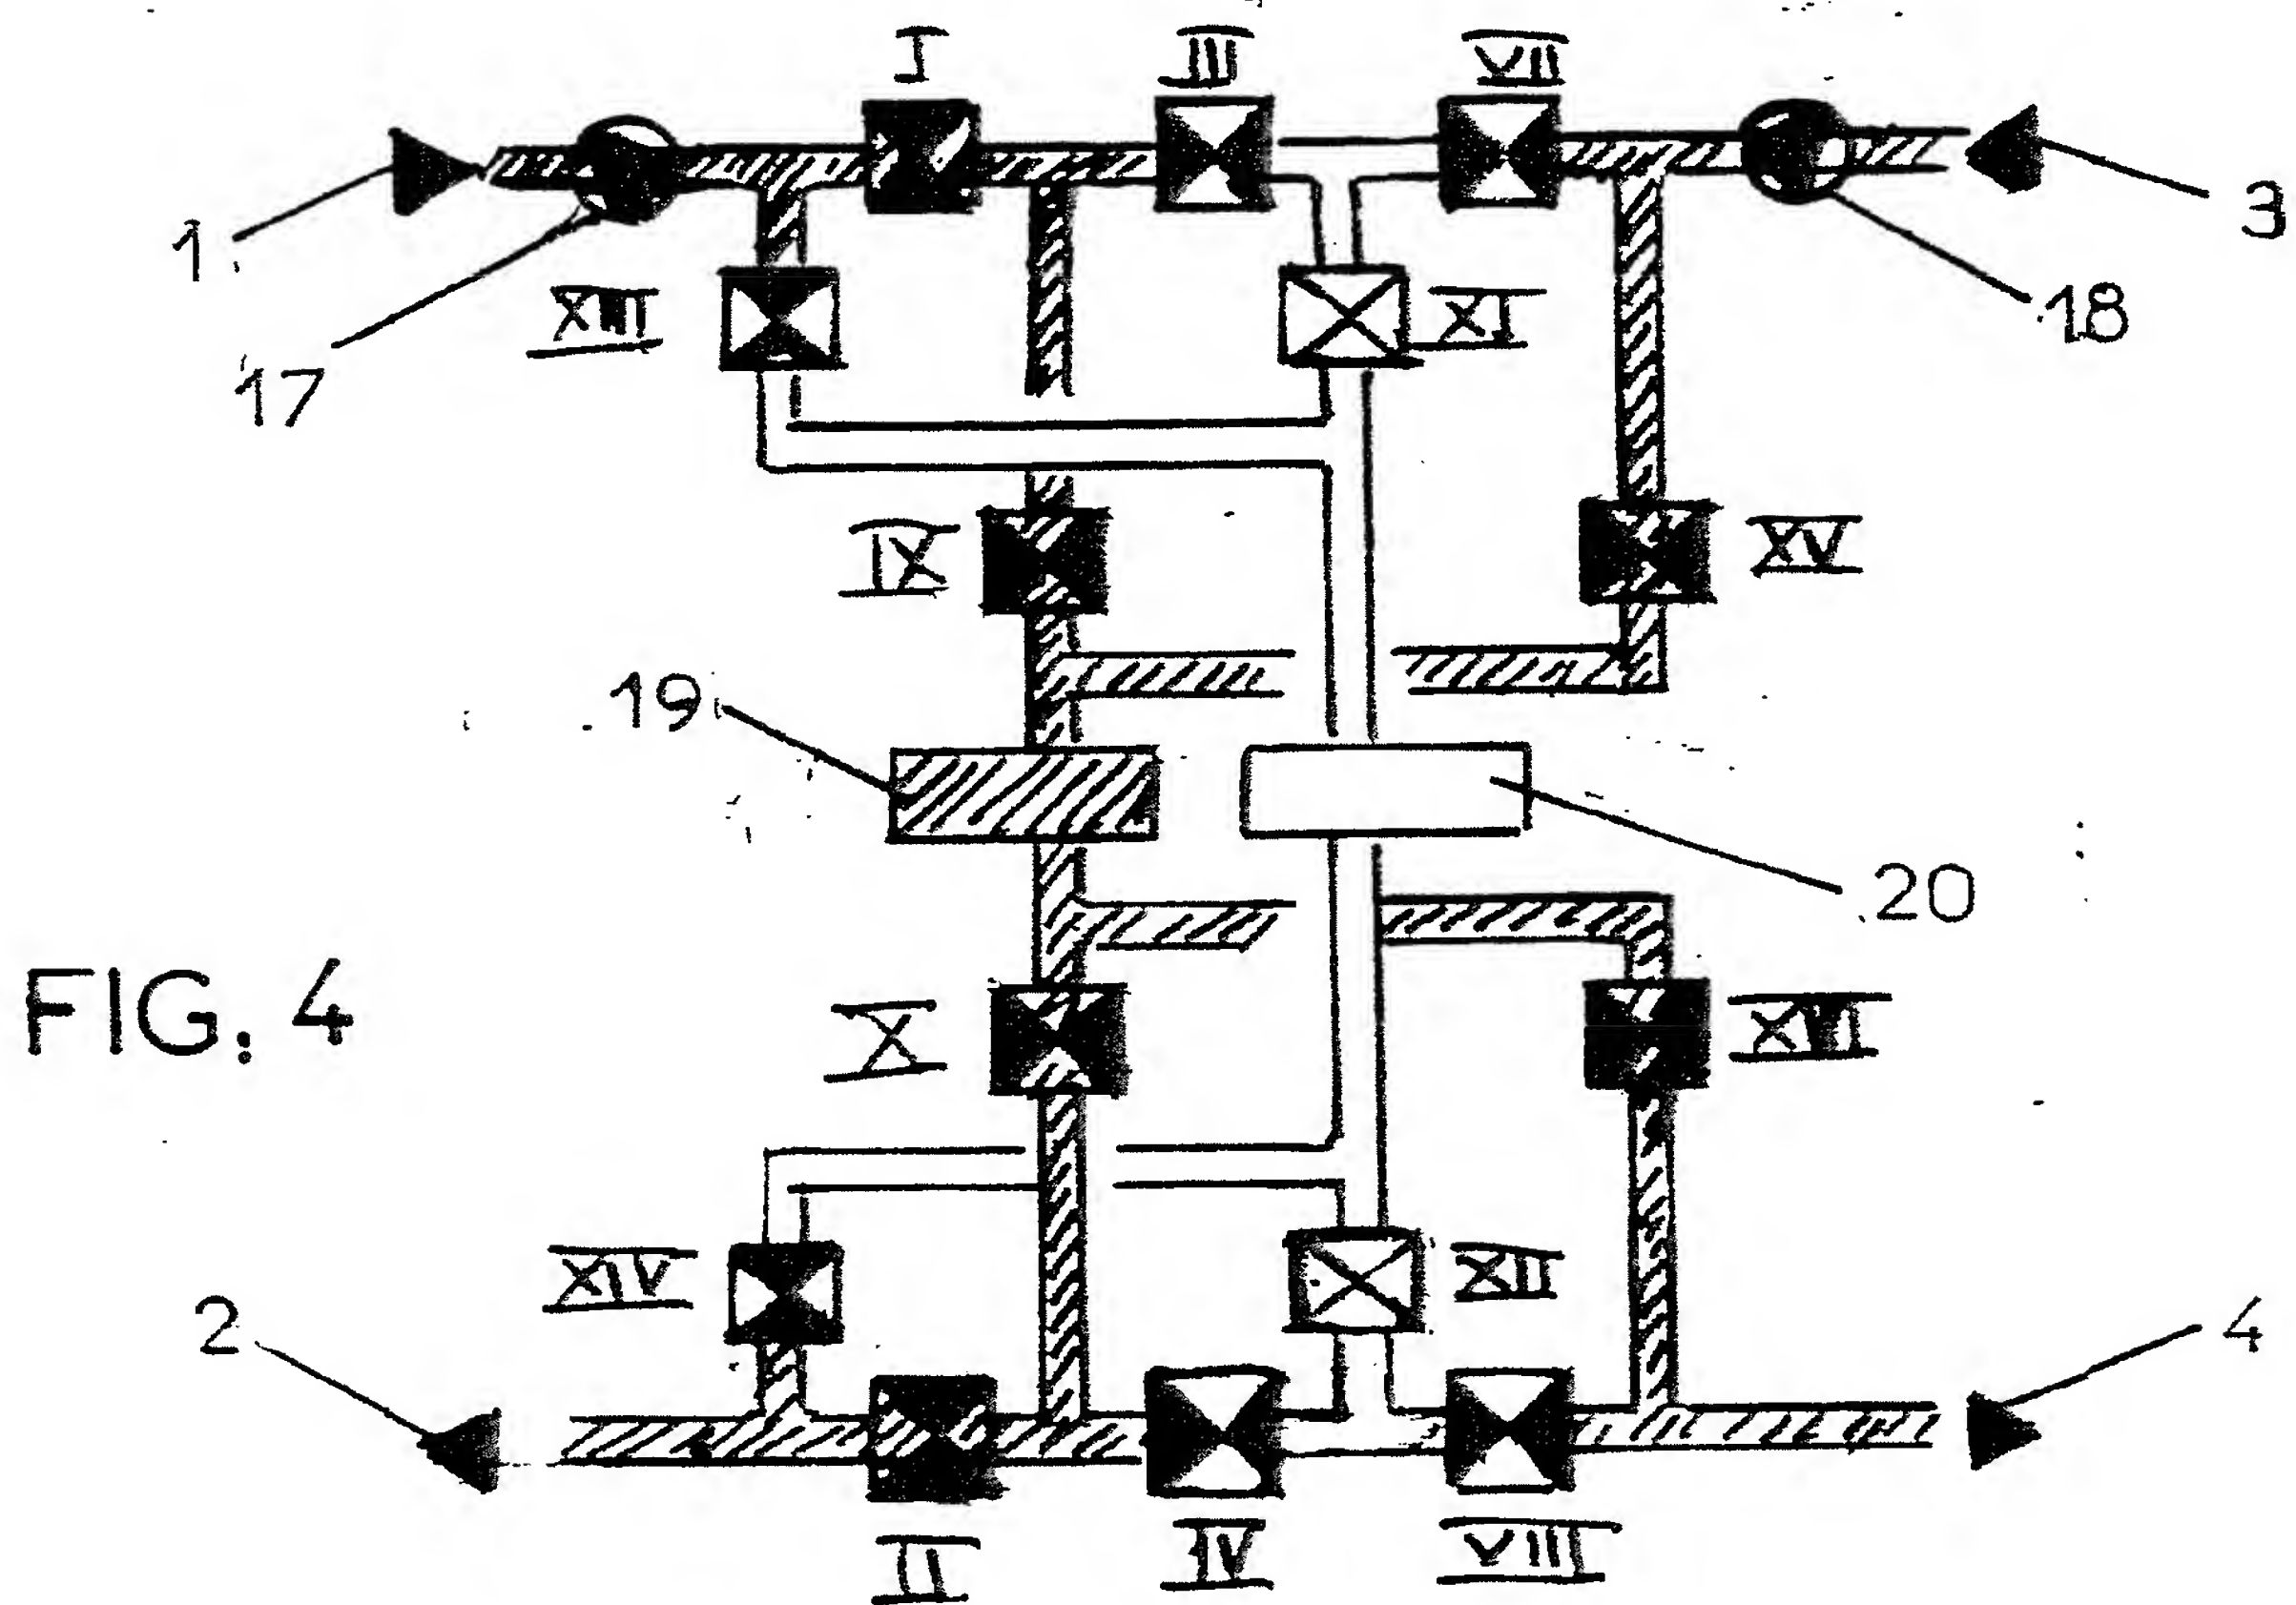 I III VII
1 3
XIII XI 18
17
IX XV
19
20
FIG. 4 X XVI
XIV XII
2 4
II IV VIII